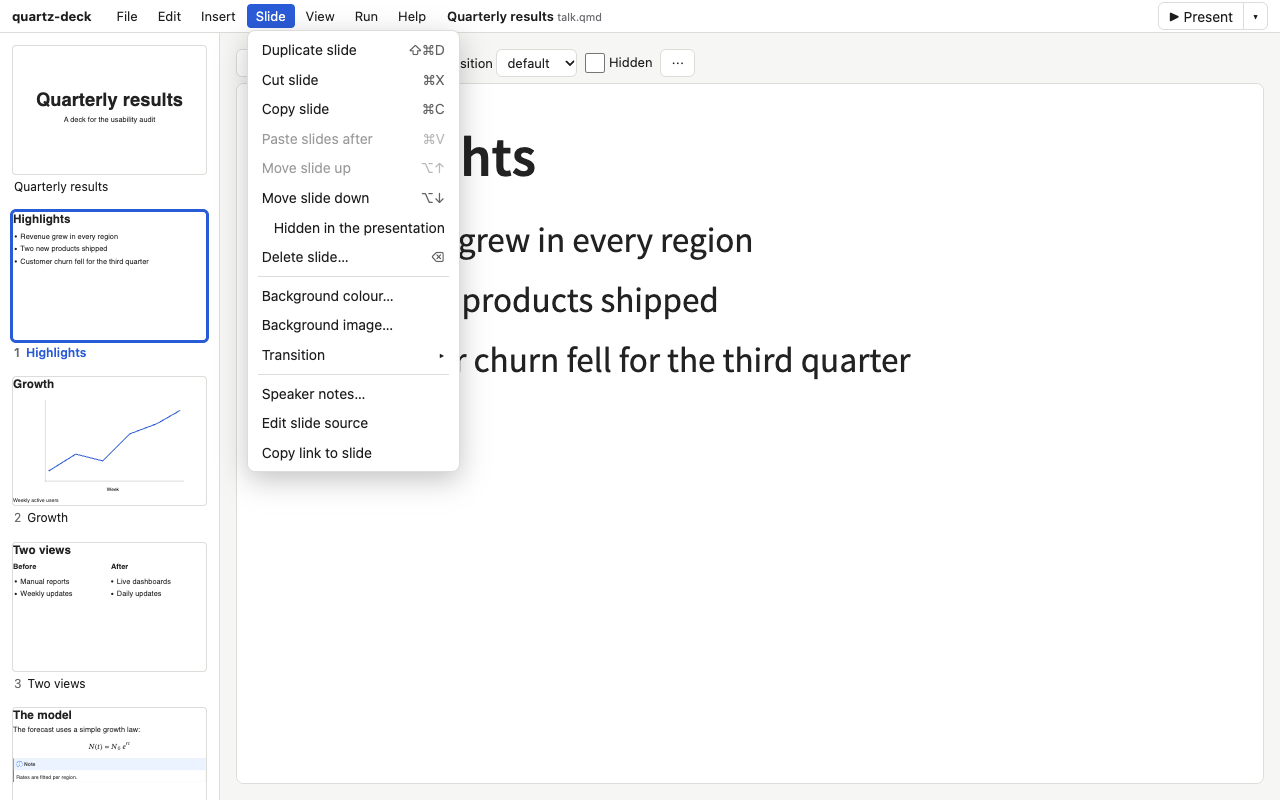 quartz-deck File Edit Insert Slide View Run Help Quarterly results talk.qmd ▶ Present ▾
Quarterly results
A deck for the usability audit
Quarterly results
Highlights
• Revenue grew in every region
• Two new products shipped
• Customer churn fell for the third quarter
1 Highlights
Growth
Week
Weekly active users
2 Growth
Two views
Before After
• Manual reports • Live dashboards
• Weekly updates • Daily updates
3 Two views
The model
The forecast uses a simple growth law:
N(t) = N₀ eʳᵗ
Note
Rates are fitted per region.
Duplicate slide ⇧⌘D
Cut slide ⌘X
Copy slide ⌘C
Paste slides after ⌘V
Move slide up ⌥↑
Move slide down ⌥↓
Hidden in the presentation
Delete slide... ⌫
Background colour...
Background image...
Transition ▸
Speaker notes...
Edit slide source
Copy link to slide
sition default Hidden ⋯
hts
grew in every region
products shipped
r churn fell for the third quarter